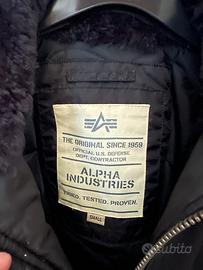 THE ORIGINAL SINCE 1959
OFFICIAL U.S. DEFENSE
DEPT. CONTRACTOR
ALPHA
INDUSTRIES
TRIED. TESTED. PROVEN.
SMALL
subito